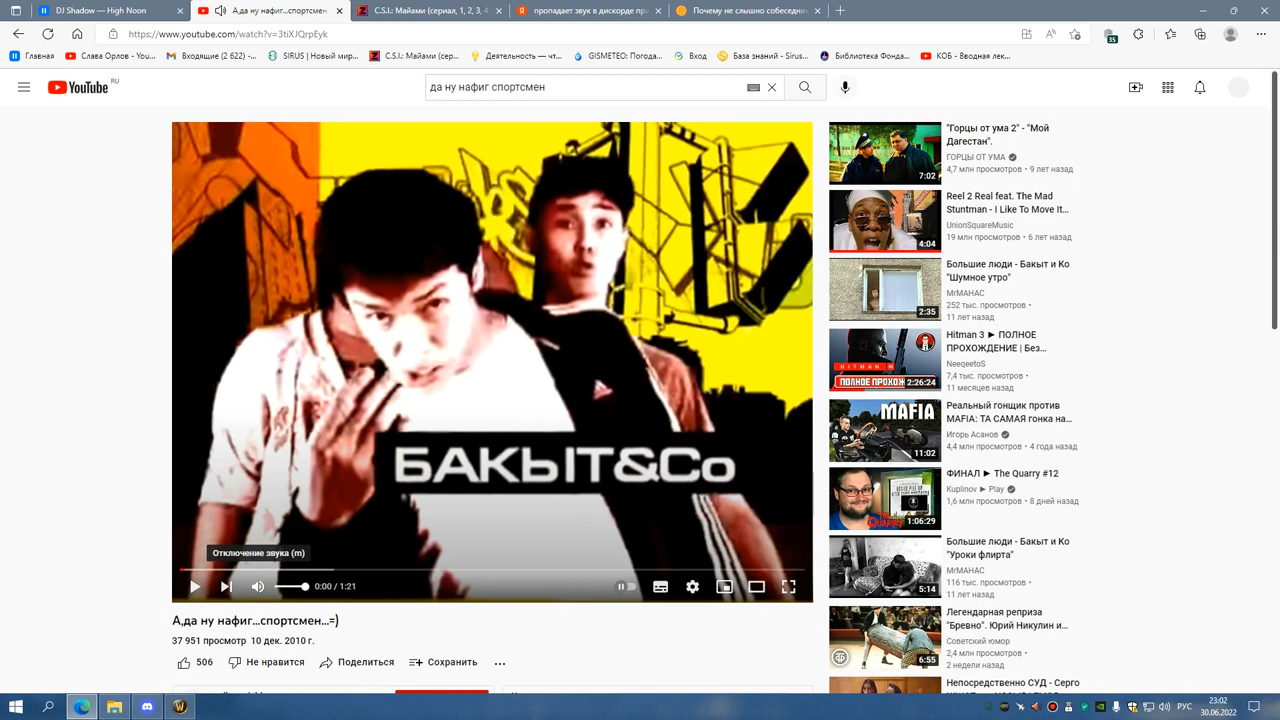 DJ Shadow — High Noon
А,да ну нафиг...спортсмен..
C.S.I.: Майами (сериал, 1, 2, 3, 4
пропадает звук в дискорде пр
Почему не слышно собеседни
https://www.youtube.com/watch?v=3tiXJQrpEyk
35
Главная
Слава Орлов - You...
Входящие (2 622) -...
SIRUS | Новый мир...
C.S.I.: Майами (сери...
Деятельность — Ска чт...
GISMETEO: Погода...
Вход
База знаний - Sirus...
Библиотека Фонда...
КОБ - Вводная лек...
YouTube RU
да ну нафиг спортсмен
БАКЫТ&Co
Отключение звука (m)
0:00 / 1:21
А,да ну нафиг...спортсмен...=)
37 951 просмотр 10 дек. 2010 г.
506
Не нравится
Поделиться
Сохранить
7:02
"Горцы от ума 2" - "Мой
Дагестан".
ГОРЦЫ ОТ УМА
4,7 млн просмотров • 9 лет назад
4:04
Reel 2 Real feat. The Mad
Stuntman - I Like To Move It...
UnionSquareMusic
19 млн просмотров • 6 лет назад
2:35
Большие люди - Бакыт и Ко
"Шумное утро"
MrMAHAC
252 тыс. просмотров •
11 лет назад
HITMAN III
ПОЛНОЕ ПРОХОЖ
2:26:24
Hitman 3 ► ПОЛНОЕ
ПРОХОЖДЕНИЕ | Без...
NeeqeetoS
7,4 тыс. просмотров •
11 месяцев назад
MAFIA
11:02
Реальный гонщик против
MAFIA: ТА САМАЯ гонка на...
Игорь Асанов
4,4 млн просмотров • 4 года назад
1:06:29
ФИНАЛ ► The Quarry #12
Kuplinov ► Play
1,6 млн просмотров • 8 дней назад
5:14
Большие люди - Бакыт и Ко
"Уроки флирта"
MrMAHAC
116 тыс. просмотров •
11 лет назад
6:55
Легендарная реприза
"Бревно". Юрий Никулин и...
Советский юмор
2,4 млн просмотров •
2 недели назад
Непосредственно СУД - Серго
РУС
23:02
30.06.2022